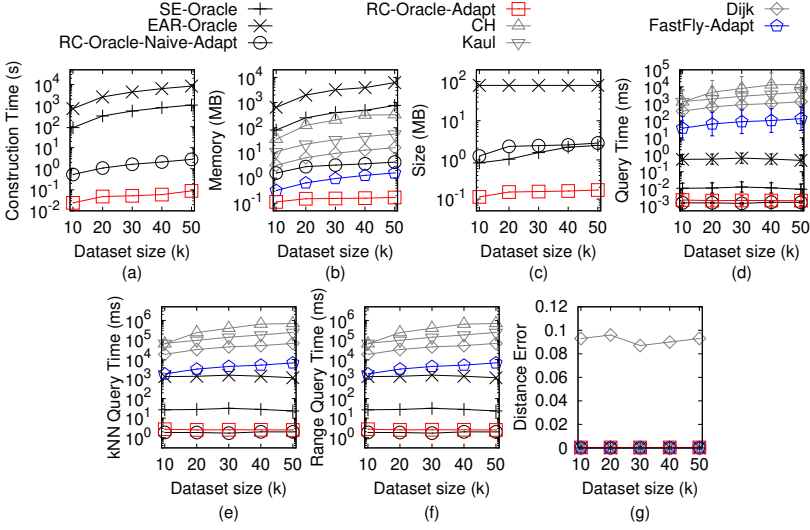 SE-Oracle
EAR-Oracle
RC-Oracle-Naive-Adapt
RC-Oracle-Adapt
CH
Kaul
Dijk
FastFly-Adapt
Construction Time (s)
10^4
10^3
10^2
10^1
10^0
10^-1
10^-2
10 20 30 40 50
Dataset size (k)
(a)
Memory (MB)
10^4
10^3
10^2
10^1
10^0
10^-1
10 20 30 40 50
Dataset size (k)
(b)
Size (MB)
10^2
10^1
10^0
10^-1
10 20 30 40 50
Dataset size (k)
(c)
Query Time (ms)
10^5
10^4
10^3
10^2
10^1
10^0
10^-1
10^-2
10^-3
10 20 30 40 50
Dataset size (k)
(d)
kNN Query Time (ms)
10^6
10^5
10^4
10^3
10^2
10^1
10^0
10 20 30 40 50
Dataset size (k)
(e)
Range Query Time (ms)
10^6
10^5
10^4
10^3
10^2
10^1
10^0
10 20 30 40 50
Dataset size (k)
(f)
Distance Error
0.12
0.1
0.08
0.06
0.04
0.02
0
10 20 30 40 50
Dataset size (k)
(g)